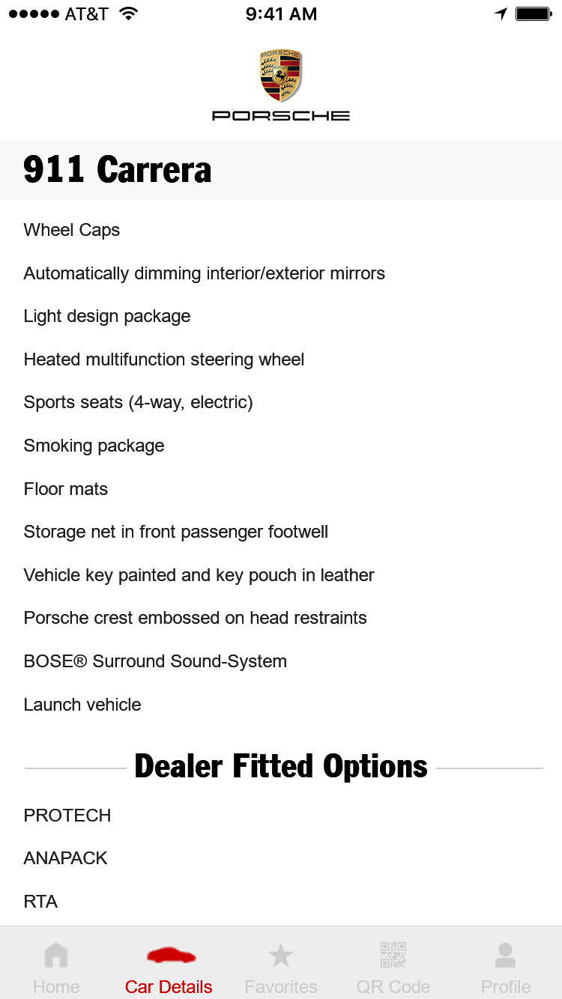 AT&T
9:41 AM
PORSCHE
PORSCHE
911 Carrera
Wheel Caps
Automatically dimming interior/exterior mirrors
Light design package
Heated multifunction steering wheel
Sports seats (4-way, electric)
Smoking package
Floor mats
Storage net in front passenger footwell
Vehicle key painted and key pouch in leather
Porsche crest embossed on head restraints
BOSE® Surround Sound-System
Launch vehicle
Dealer Fitted Options
PROTECH
ANAPACK
RTA
Home
Car Details
Favorites
QR Code
Profile